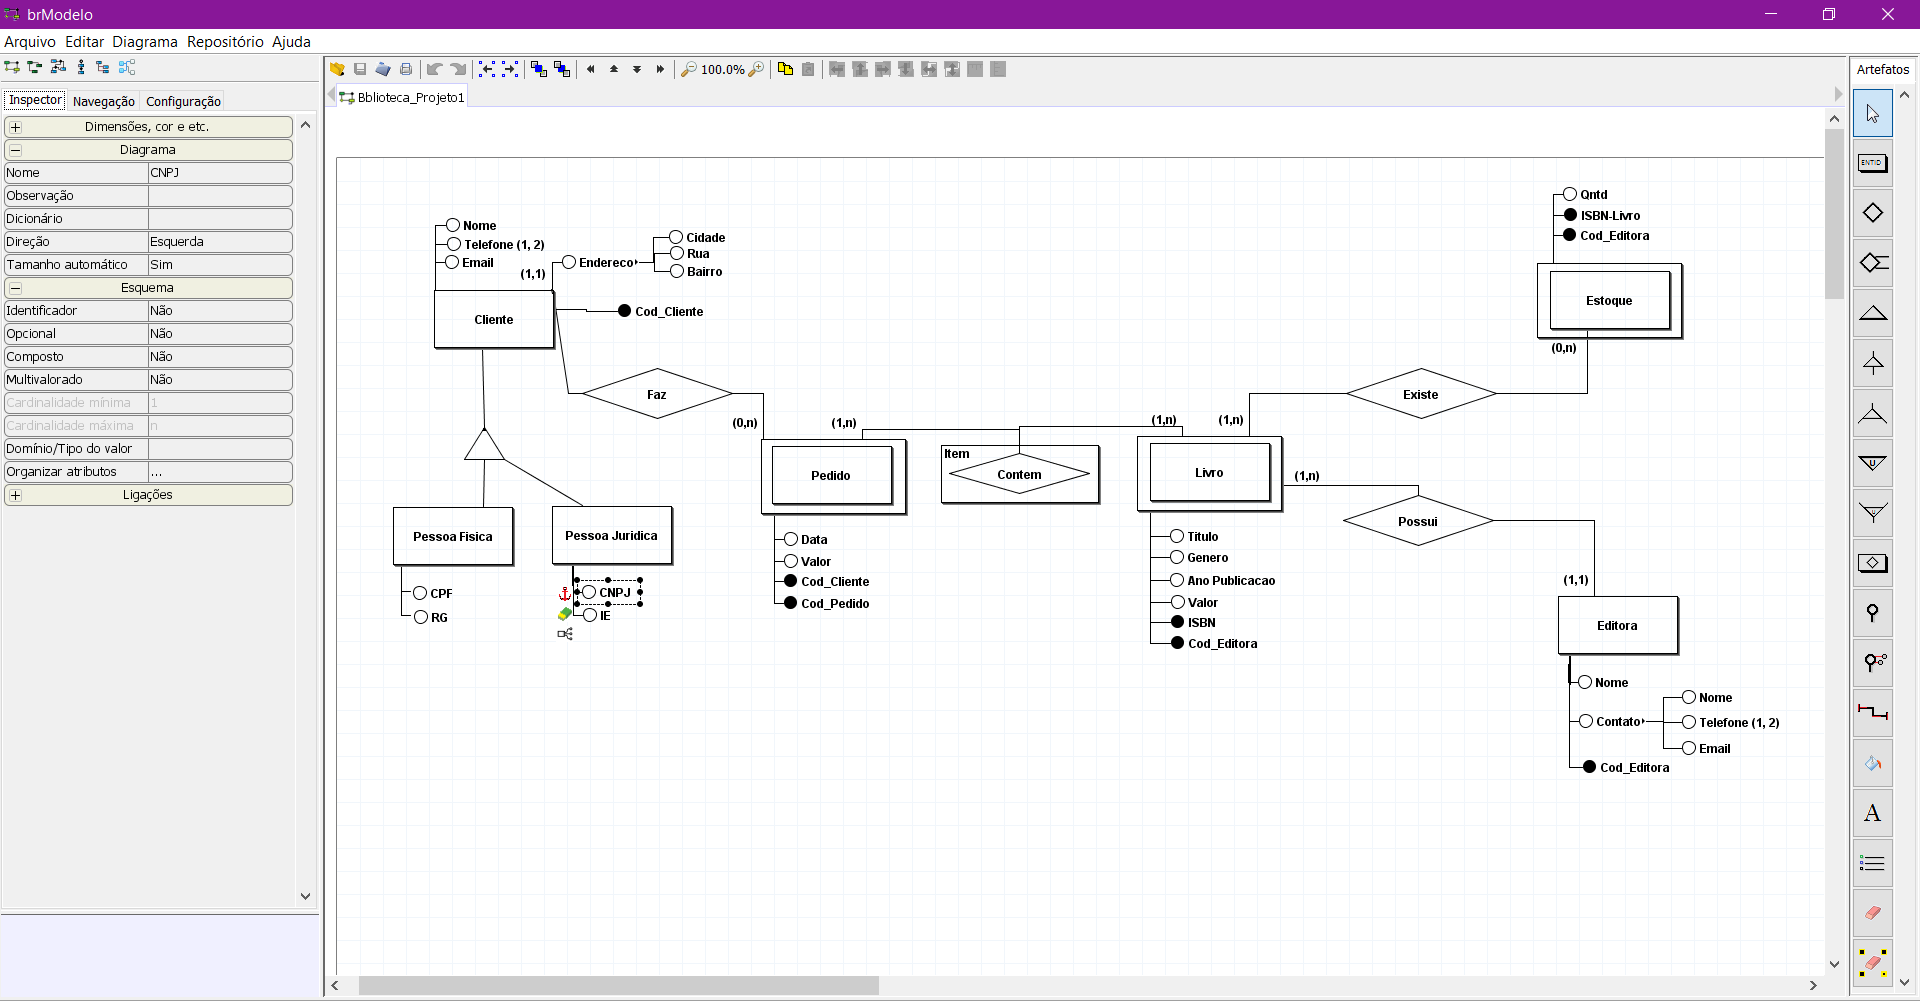 brModelo
Arquivo Editar Diagrama Repositório Ajuda
100.0%
Artefatos
Inspector Navegação Configuração
Bblioteca_Projeto1
Dimensões, cor e etc.
Diagrama
Nome CNPJ
Observação
Dicionário
Direção Esquerda
Tamanho automático Sim
Esquema
Identificador Não
Opcional Não
Composto Não
Multivalorado Não
Cardinalidade mínima 1
Cardinalidade máxima n
Domínio/Tipo do valor
Organizar atributos ...
Ligações
Nome
Telefone (1, 2)
Email
(1,1)
Endereco
Cidade
Rua
Bairro
Cliente
Cod_Cliente
Faz
(0,n)
Pessoa Fisica
CPF
RG
Pessoa Juridica
CNPJ
IE
(1,n)
Pedido
Data
Valor
Cod_Cliente
Cod_Pedido
Item
Contem
(1,n)
(1,n)
Livro
Titulo
Genero
Ano Publicacao
Valor
ISBN
Cod_Editora
Existe
(0,n)
Qntd
ISBN-Livro
Cod_Editora
Estoque
(1,n)
Possui
(1,1)
Editora
Nome
Contato
Nome
Telefone (1, 2)
Email
Cod_Editora
ENTID
U
A